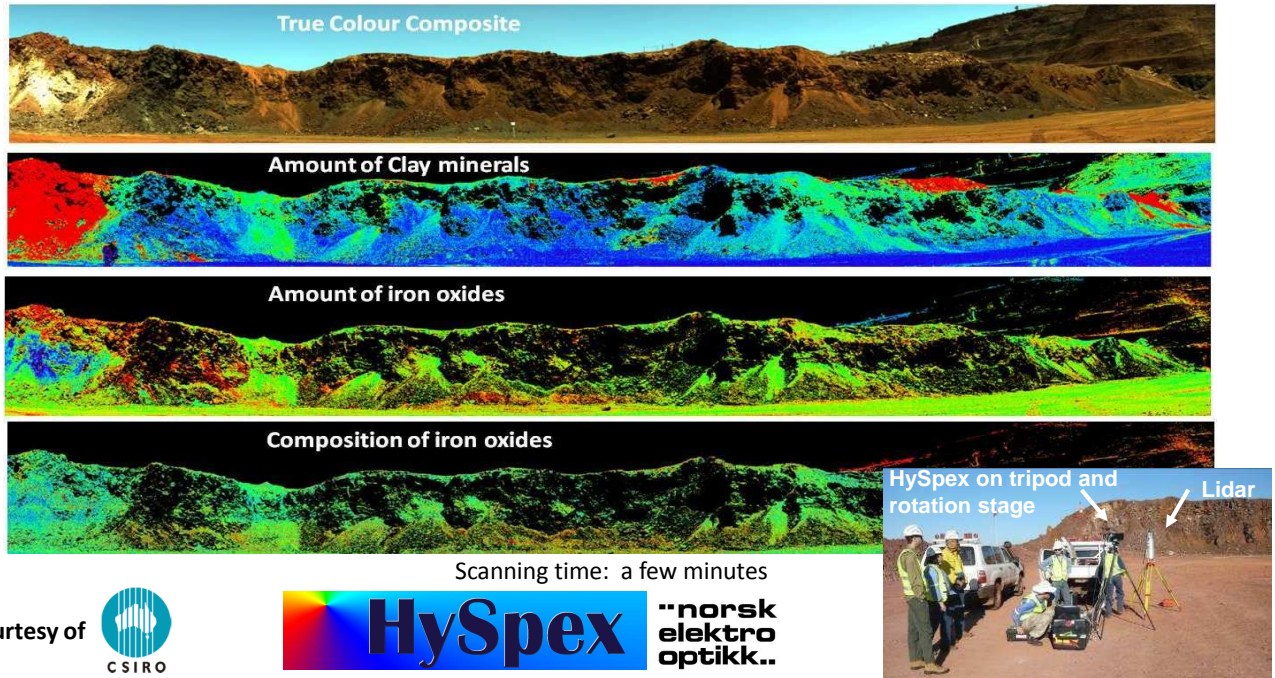 True Colour Composite
Amount of Clay minerals
Amount of iron oxides
Composition of iron oxides
HySpex on tripod and
rotation stage
Lidar
Scanning time: a few minutes
urtesy of
CSIRO
HySpex
norsk
elektro
optikk